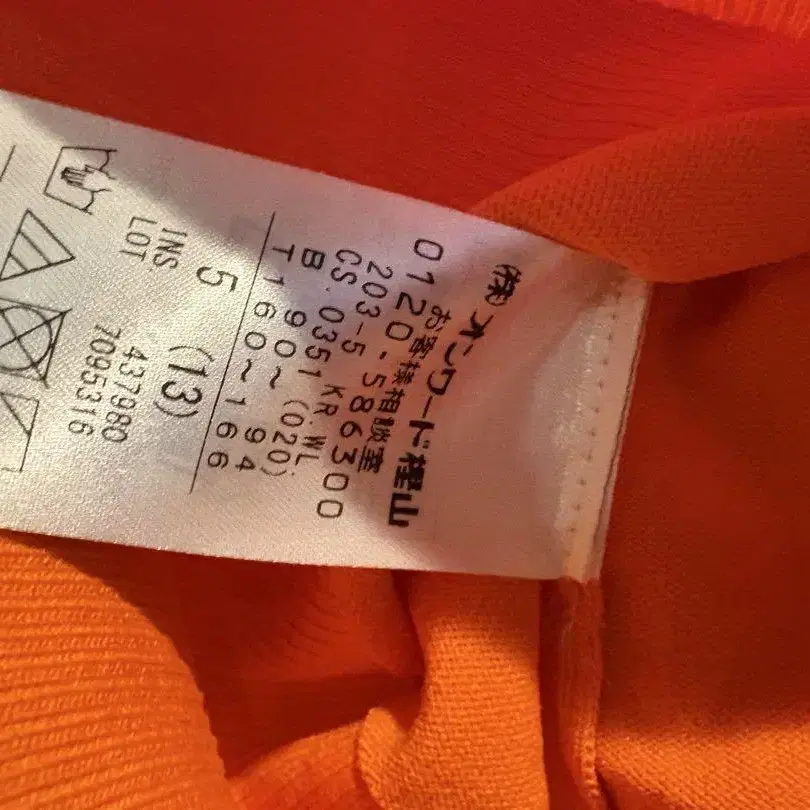 (株)オンワード樫山
お客様相談室
0120-586300
203-5 KR WL
CS 0351 (020)
B 90~ 94
T 160~166
5 (13)
INS 437980
LOT 7095316